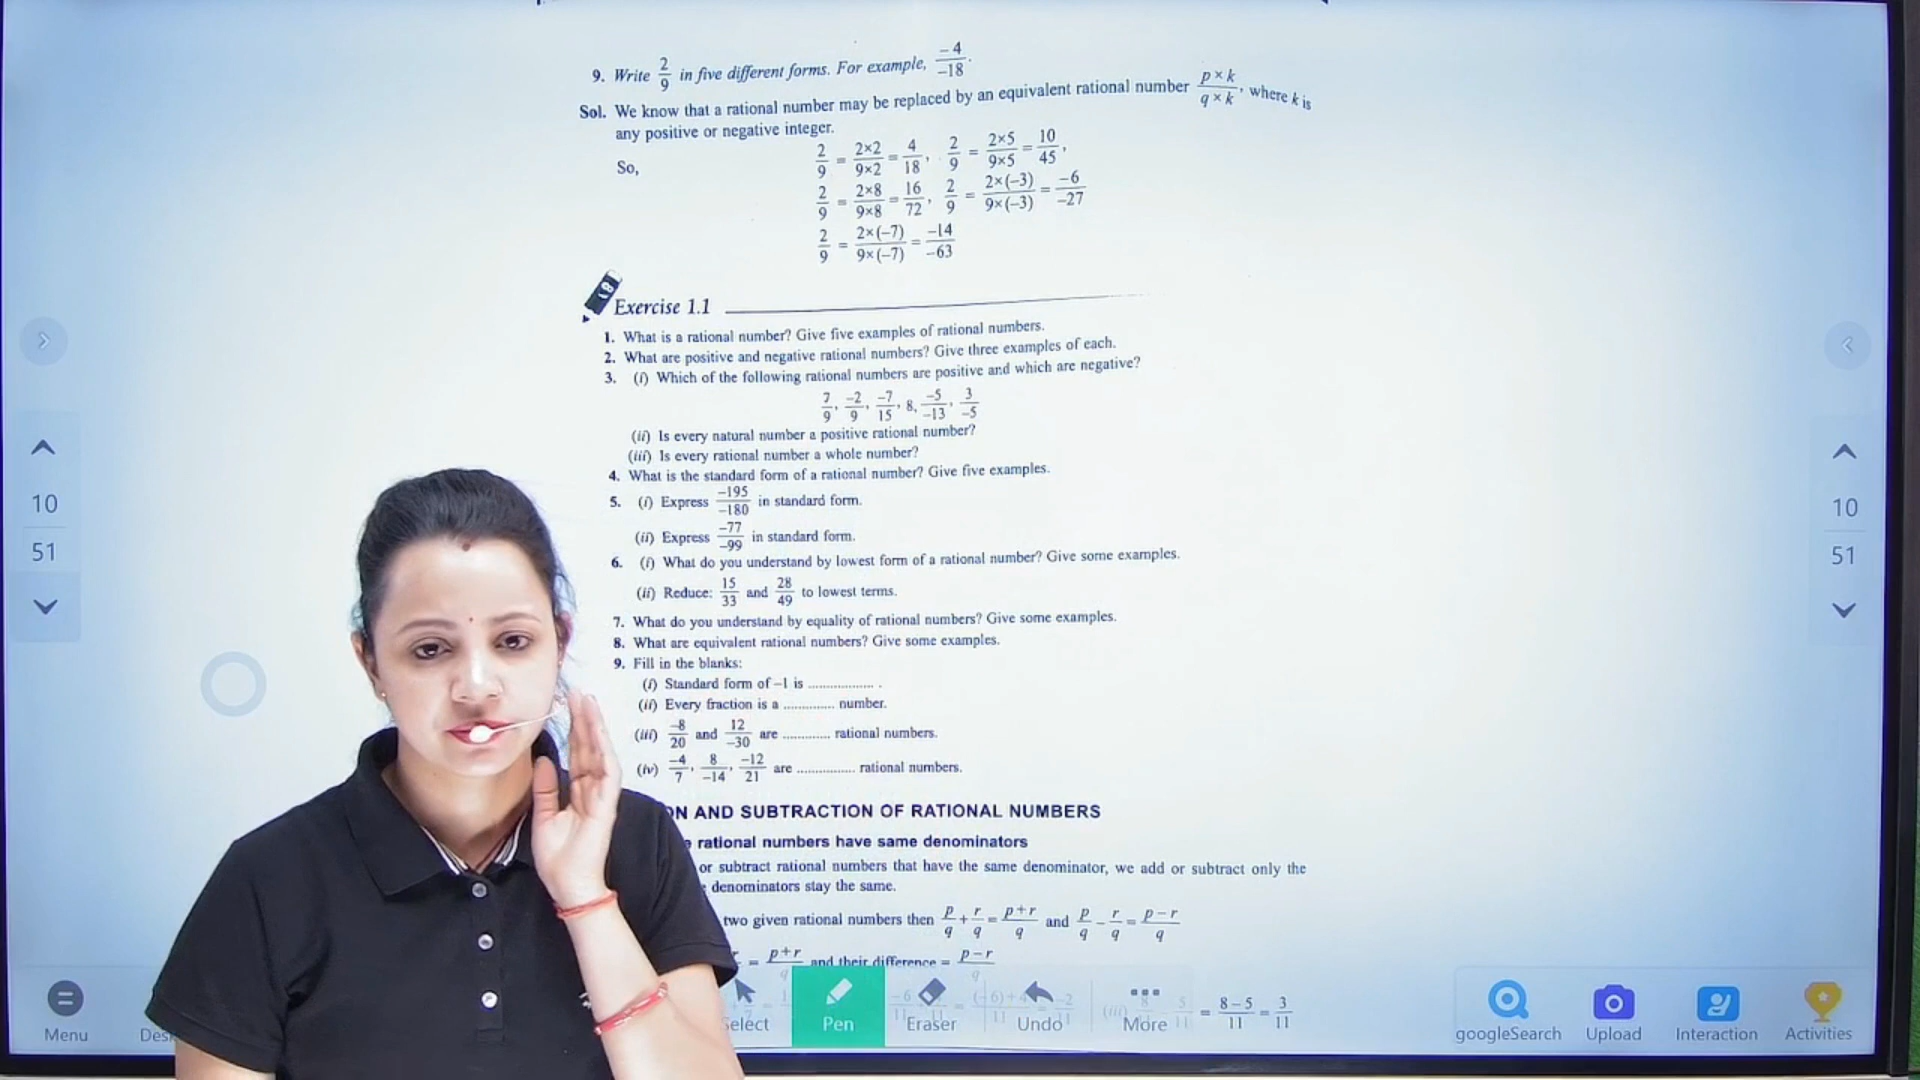 9. Write 2/9 in five different forms. For example, -4/-18.
Sol. We know that a rational number may be replaced by an equivalent rational number p×k/q×k, where k is
any positive or negative integer.
So, 2/9 = 2×2/9×2 = 4/18, 2/9 = 2×5/9×5 = 10/45,
2/9 = 2×8/9×8 = 16/72, 2/9 = 2×(-3)/9×(-3) = -6/-27
2/9 = 2×(-7)/9×(-7) = -14/-63
Exercise 1.1
1. What is a rational number? Give five examples of rational numbers.
2. What are positive and negative rational numbers? Give three examples of each.
3. (i) Which of the following rational numbers are positive and which are negative?
7/9, -2/9, -7/15, 8, -5/-13, 3/-5
(ii) Is every natural number a positive rational number?
(iii) Is every rational number a whole number?
4. What is the standard form of a rational number? Give five examples.
5. (i) Express -195/-180 in standard form.
(ii) Express -77/-99 in standard form.
6. (i) What do you understand by lowest form of a rational number? Give some examples.
(ii) Reduce: 15/33 and 28/49 to lowest terms.
7. What do you understand by equality of rational numbers? Give some examples.
8. What are equivalent rational numbers? Give some examples.
9. Fill in the blanks:
(i) Standard form of -1 is .................. .
(ii) Every fraction is a .............. number.
(iii) -8/20 and 12/-30 are ............. rational numbers.
(iv) -4/7, 8/-14, -12/21 are ................ rational numbers.
AND SUBTRACTION OF RATIONAL NUMBERS
rational numbers have same denominators
or subtract rational numbers that have the same denominator, we add or subtract only the
denominators stay the same.
two given rational numbers then p/q + r/q = p+r/q and p/q - r/q = p-r/q
= p+r/q and their difference = p-r/q
= 8-5/11 = 3/11
10
51
10
51
Menu
Select
Pen
Eraser
Undo
More
googleSearch
Upload
Interaction
Activities